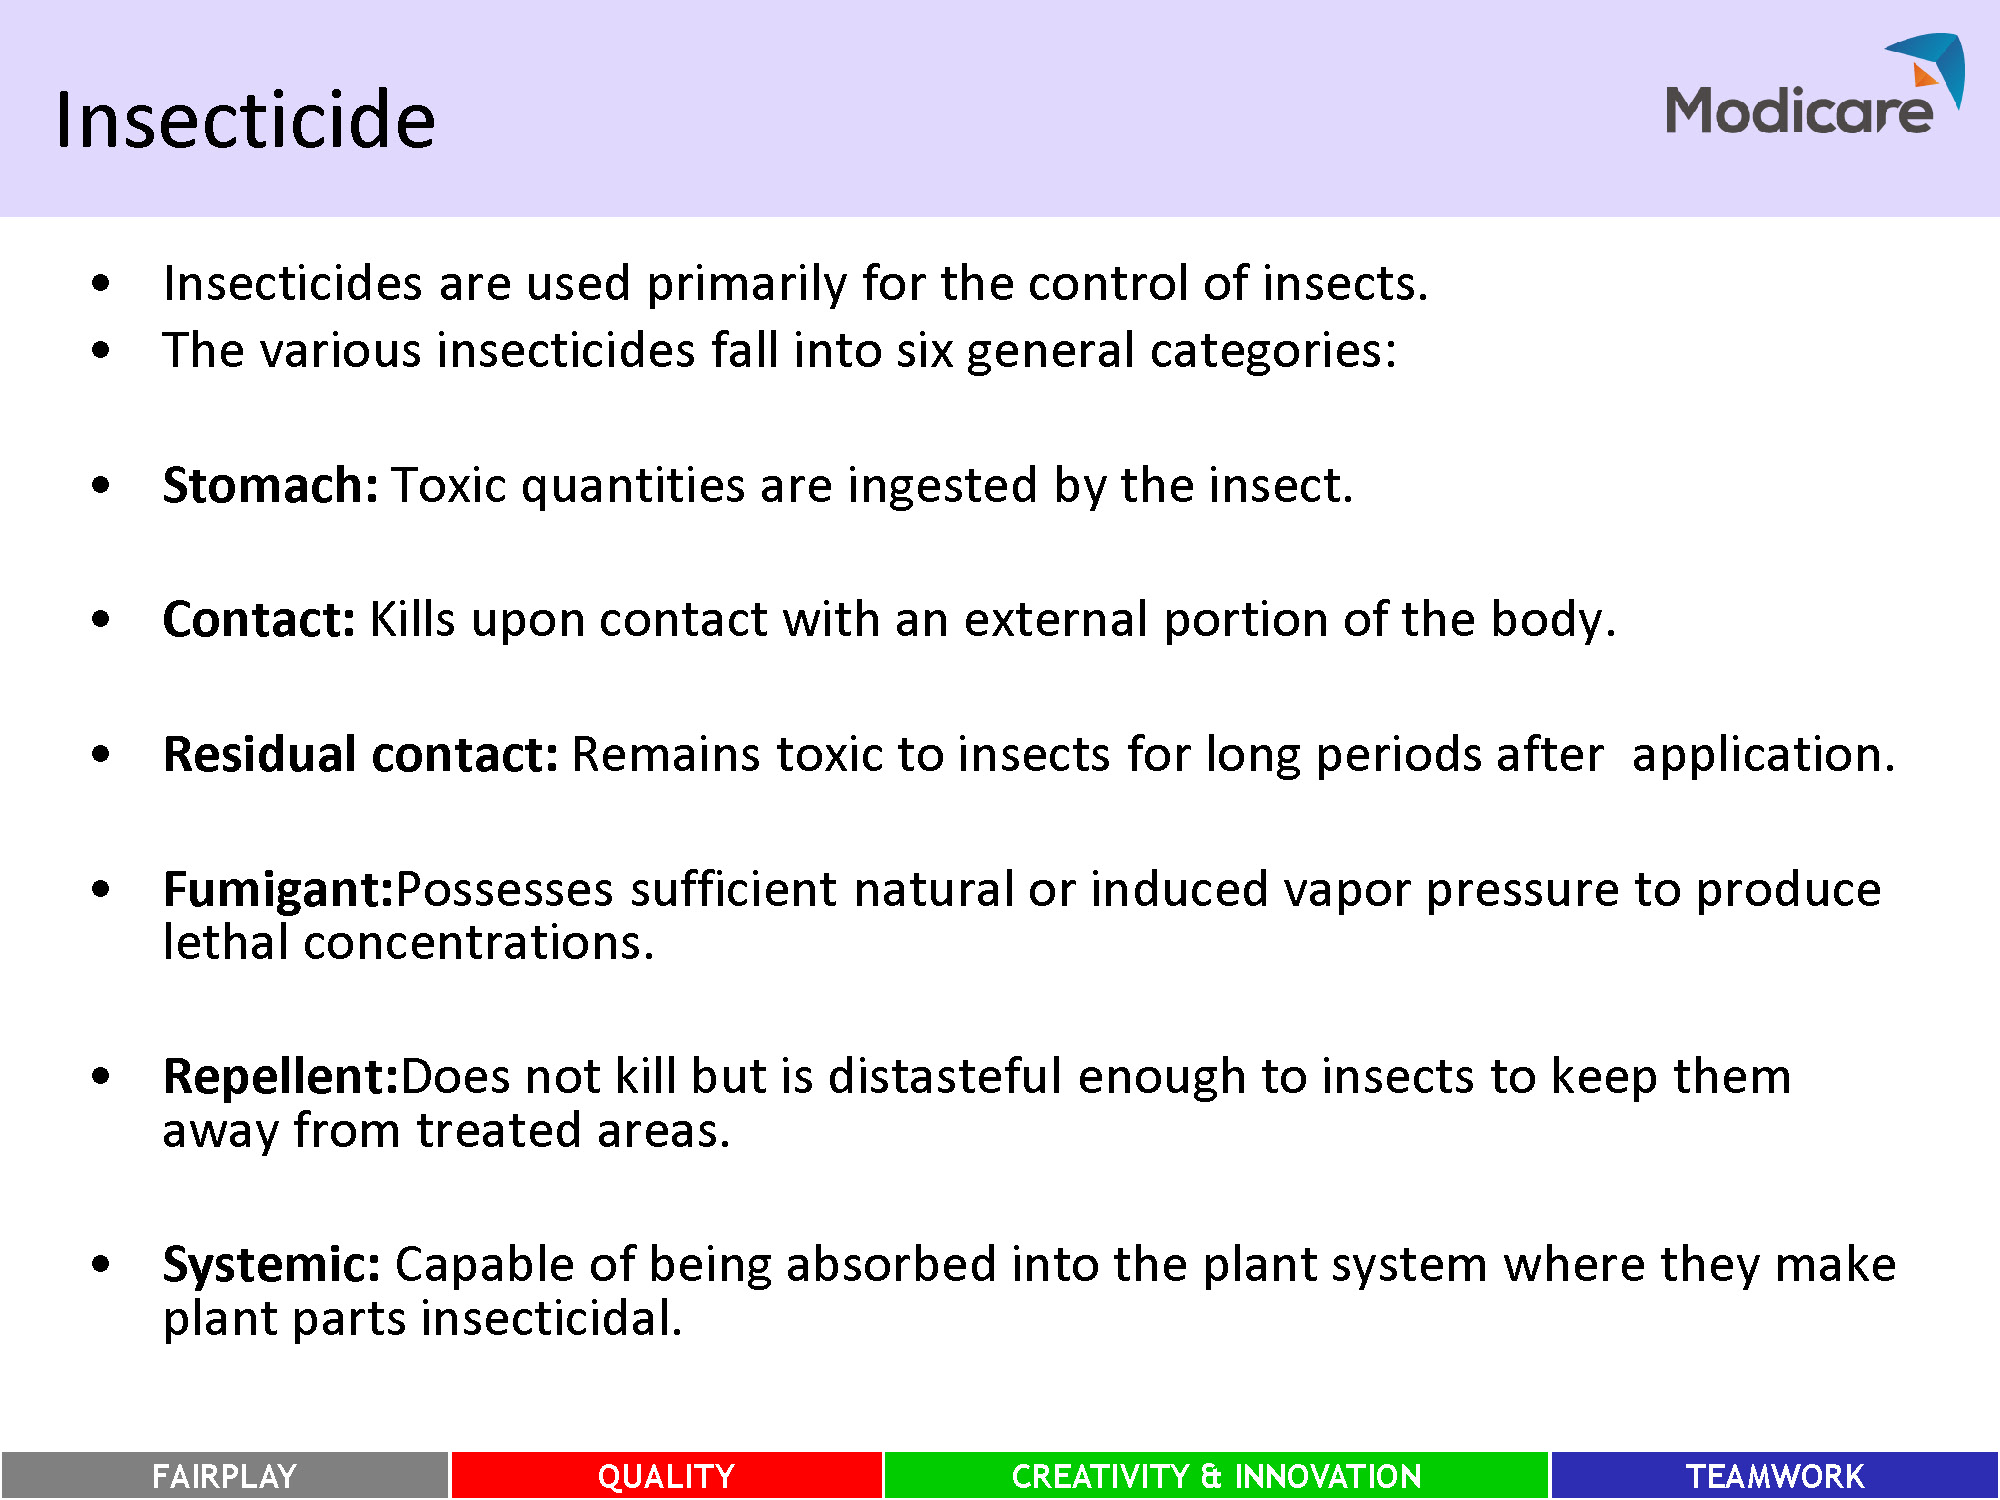 Insecticide
Modicare
• Insecticides are used primarily for the control of insects.
• The various insecticides fall into six general categories:
• Stomach: Toxic quantities are ingested by the insect.
• Contact: Kills upon contact with an external portion of the body.
• Residual contact: Remains toxic to insects for long periods after application.
• Fumigant:Possesses sufficient natural or induced vapor pressure to produce
lethal concentrations.
• Repellent:Does not kill but is distasteful enough to insects to keep them
away from treated areas.
• Systemic: Capable of being absorbed into the plant system where they make
plant parts insecticidal.
FAIRPLAY
QUALITY
CREATIVITY & INNOVATION
TEAMWORK